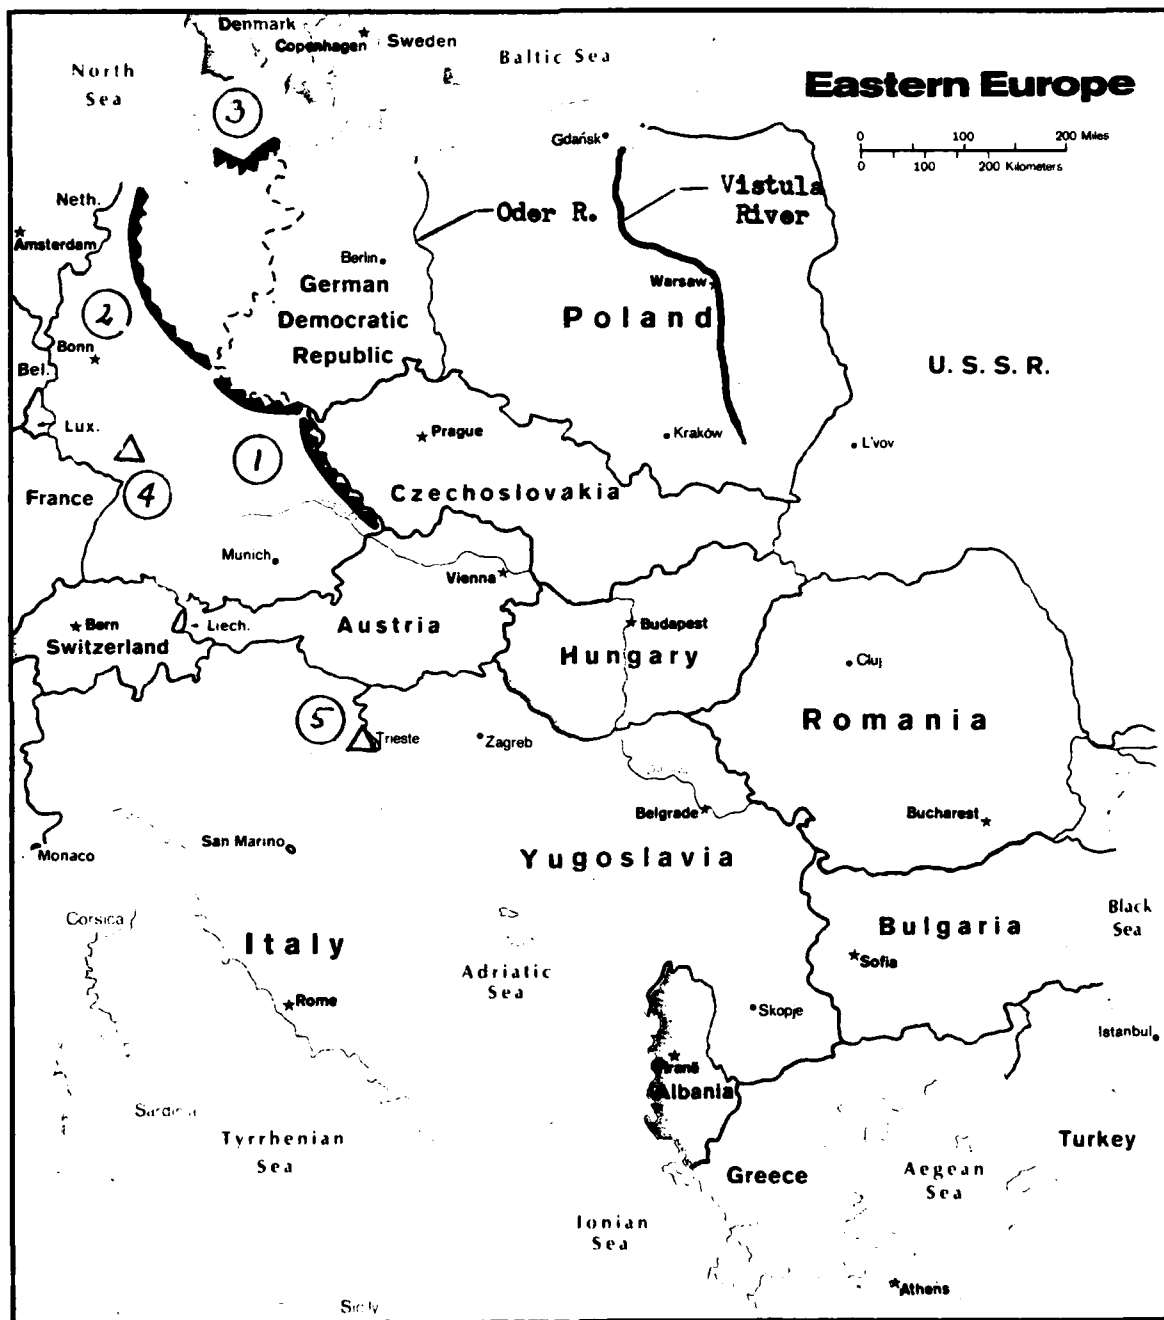 Denmark
Copenhagen
Sweden
Baltic Sea
North
Sea
Eastern Europe
3
0 100 200 Miles
0 100 200 Kilometers
Gdańsk
Neth.
Vistula
River
Oder R.
Amsterdam
Berlin
German
Democratic
Republic
Warsaw
Poland
2
Bonn
Bel.
U.S.S.R.
Lux.
Prague
Kraków
L'vov
1
4
France
Czechoslovakia
Munich
Vienna
Bern
Switzerland
Liech.
Austria
Budapest
Hungary
Cluj
Romania
5
Trieste
Zagreb
Belgrade
Bucharest
San Marino
Monaco
Yugoslavia
Corsica
Italy
Bulgaria
Black
Sea
Sofia
Adriatic
Sea
Rome
Skopje
Istanbul
Tiranë
Albania
Sardinia
Tyrrhenian
Sea
Turkey
Greece
Aegean
Sea
Ionian
Sea
Athens
Sicily